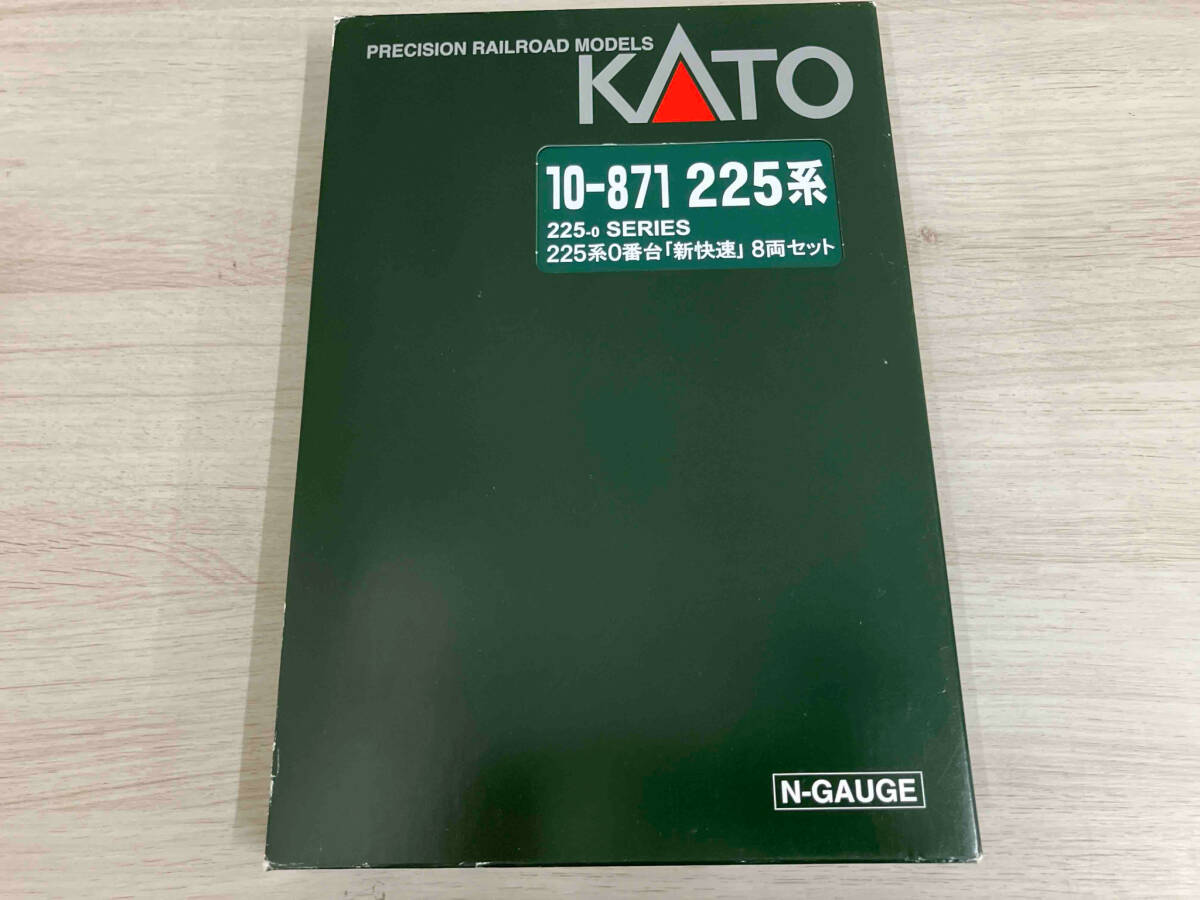 PRECISION RAILROAD MODELS
KATO
10-871 225系
225-0 SERIES
225系0番台「新快速」8両セット
N-GAUGE